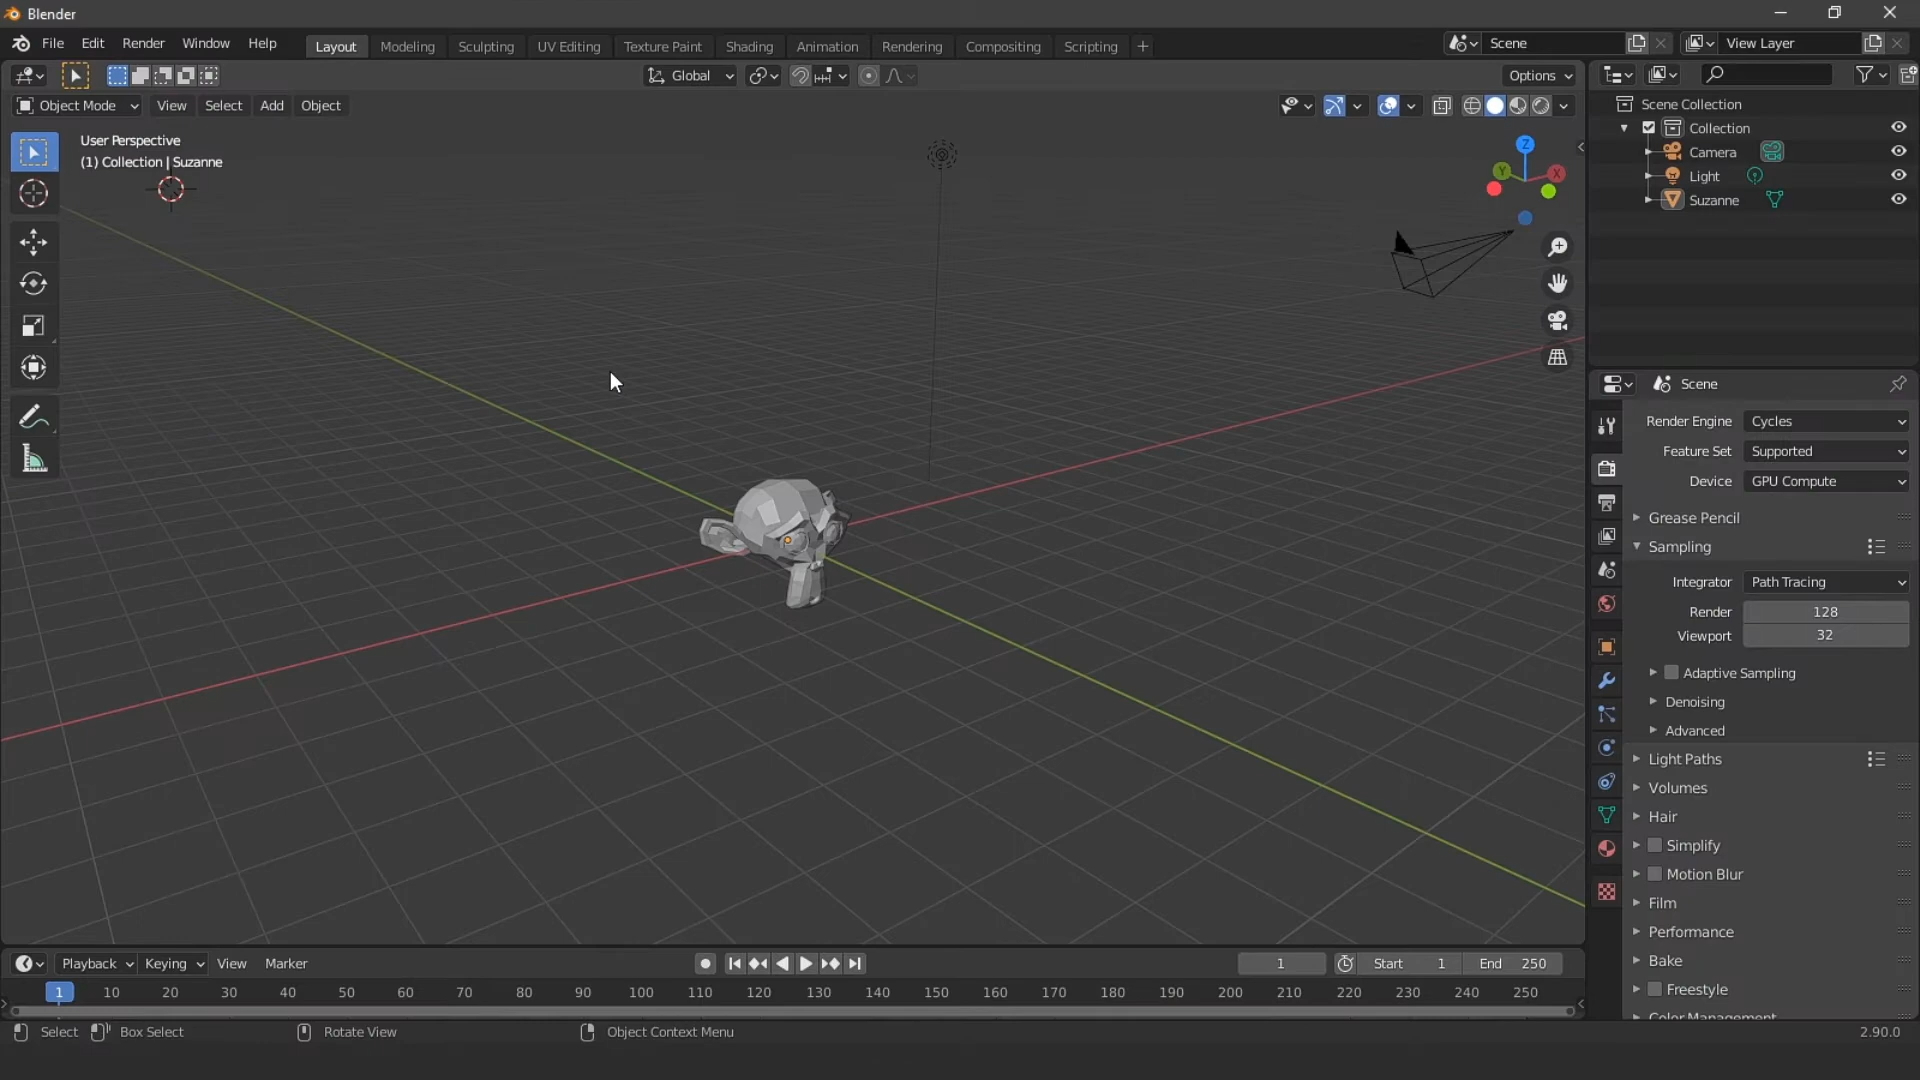 Blender
File Edit Render Window Help Layout Modeling Sculpting UV Editing Texture Paint Shading Animation Rendering Compositing Scripting + Scene View Layer
Global Options
Object Mode View Select Add Object
User Perspective
(1) Collection | Suzanne
Z
Y X
Scene Collection
Collection
Camera
Light
Suzanne
Scene
Render Engine Cycles
Feature Set Supported
Device GPU Compute
Grease Pencil
Sampling
Integrator Path Tracing
Render 128
Viewport 32
Adaptive Sampling
Denoising
Advanced
Light Paths
Volumes
Hair
Simplify
Motion Blur
Film
Performance
Bake
Freestyle
Color Management
Playback Keying View Marker 1 Start 1 End 250
1 10 20 30 40 50 60 70 80 90 100 110 120 130 140 150 160 170 180 190 200 210 220 230 240 250
Select Box Select Rotate View Object Context Menu 2.90.0